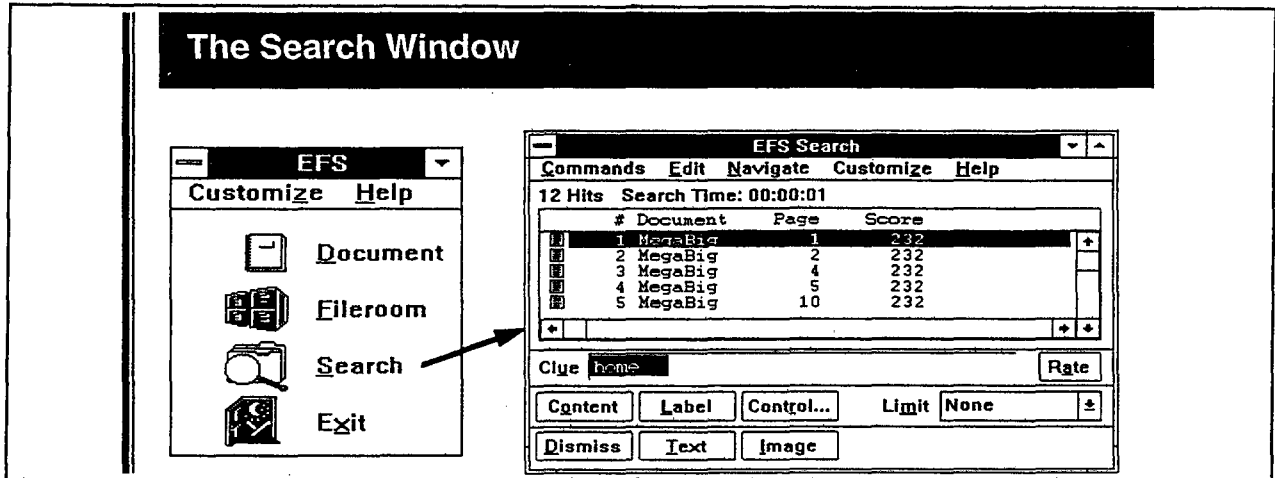 The Search Window
EFS
Customize Help
Document
Fileroom
Search
Exit
EFS Search
Commands Edit Navigate Customize Help
12 Hits Search Time: 00:00:01
# Document Page Score
1 MegaBig 1 232
2 MegaBig 2 232
3 MegaBig 4 232
4 MegaBig 5 232
5 MegaBig 10 232
Clue home Rate
Content Label Control... Limit None
Dismiss Text Image